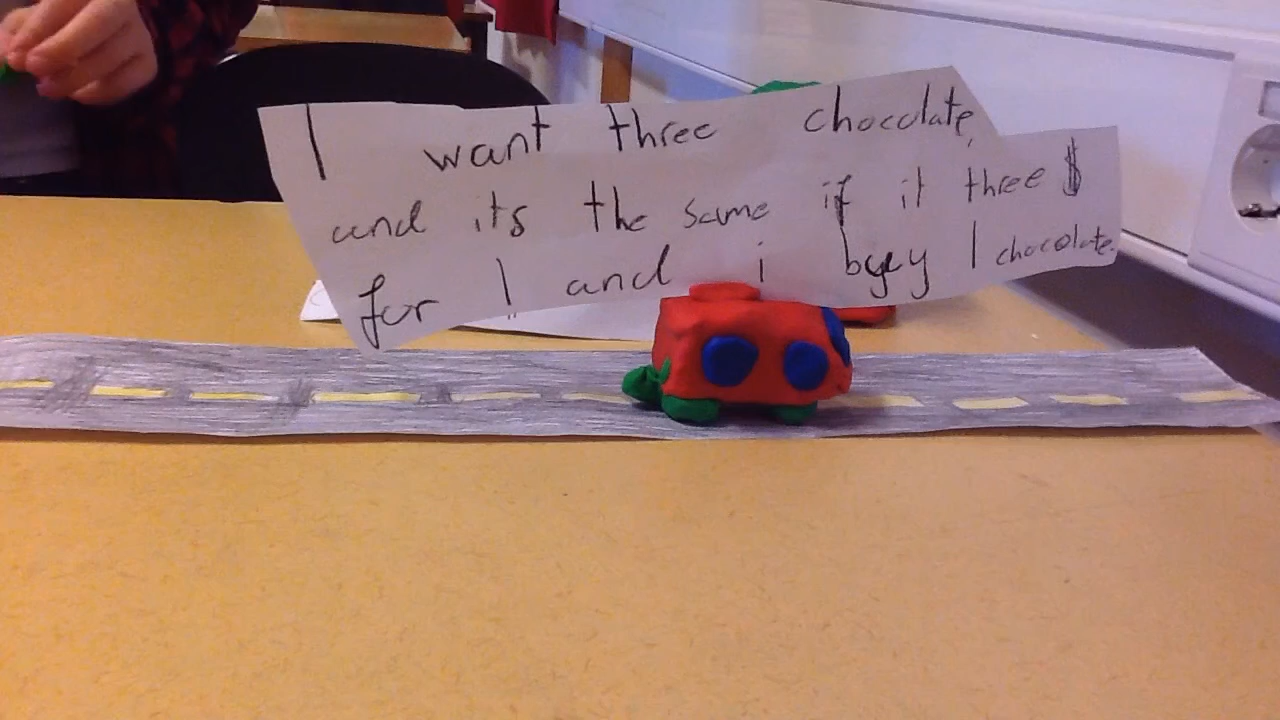 I want three chocolate,
and its the same if it three $
for 1 and i byey 1 chocolate.